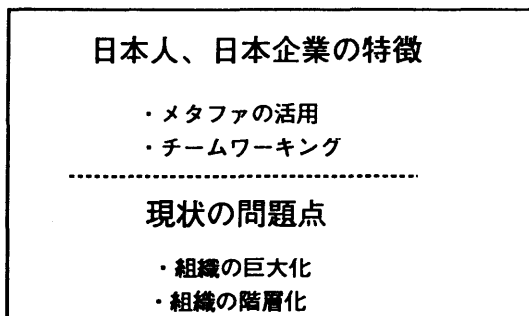 日本人、日本企業の特徴
・メタファの活用
・チームワーキング
現状の問題点
・組織の巨大化
・組織の階層化